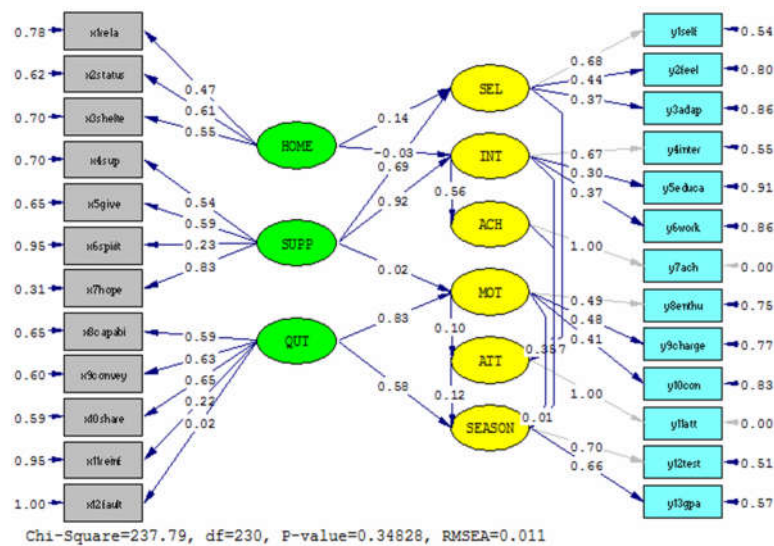 0.78
x1rela
0.62
x2status
0.70
x3shelte
0.70
x4sup
0.65
x5give
0.95
x6spirit
0.31
x7hope
0.65
x8capabi
0.60
x9convey
0.59
x10share
0.95
x11reinf
1.00
x12fault
0.47
0.61
0.55
0.54
0.59
0.23
0.83
0.59
0.63
0.65
0.22
0.02
HOME
SUPP
QUT
0.14
-0.03
0.69
0.92
0.02
0.83
0.58
SEL
INT
0.56
ACH
MOT
0.10
ATT
0.12
SEASON
0.01
0.68
0.44
0.37
0.67
0.30
0.37
1.00
0.49
0.48
0.41
1.00
0.70
0.66
y1self
0.54
y2feel
0.80
y3adap
0.86
y4inter
0.55
y5educa
0.91
y6work
0.86
y7ach
0.00
y8enthu
0.75
y9charge
0.77
y10con
0.83
y11att
0.00
y12test
0.51
y13gpa
0.57
Chi-Square=237.79, df=230, P-value=0.34828, RMSEA=0.011